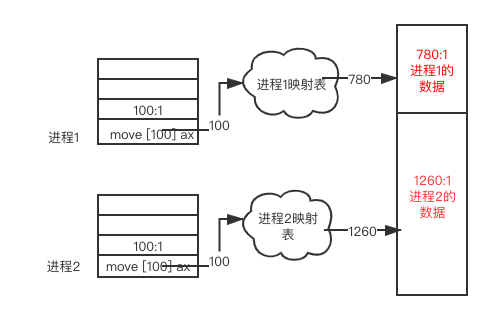 780:1
进程1的
数据
进程1映射表
780
100:1
100
进程1
move [100] ax
1260:1
进程2的
数据
进程2映射
表
1260
100:1
100
进程2
move [100] ax